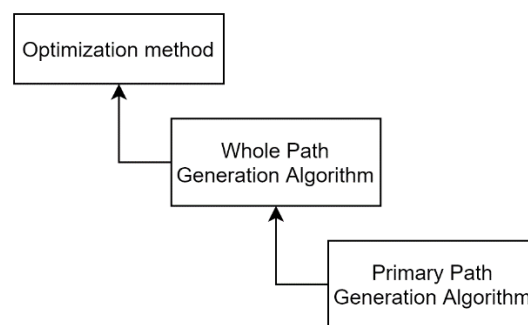 Optimization method
Whole Path
Generation Algorithm
Primary Path
Generation Algorithm